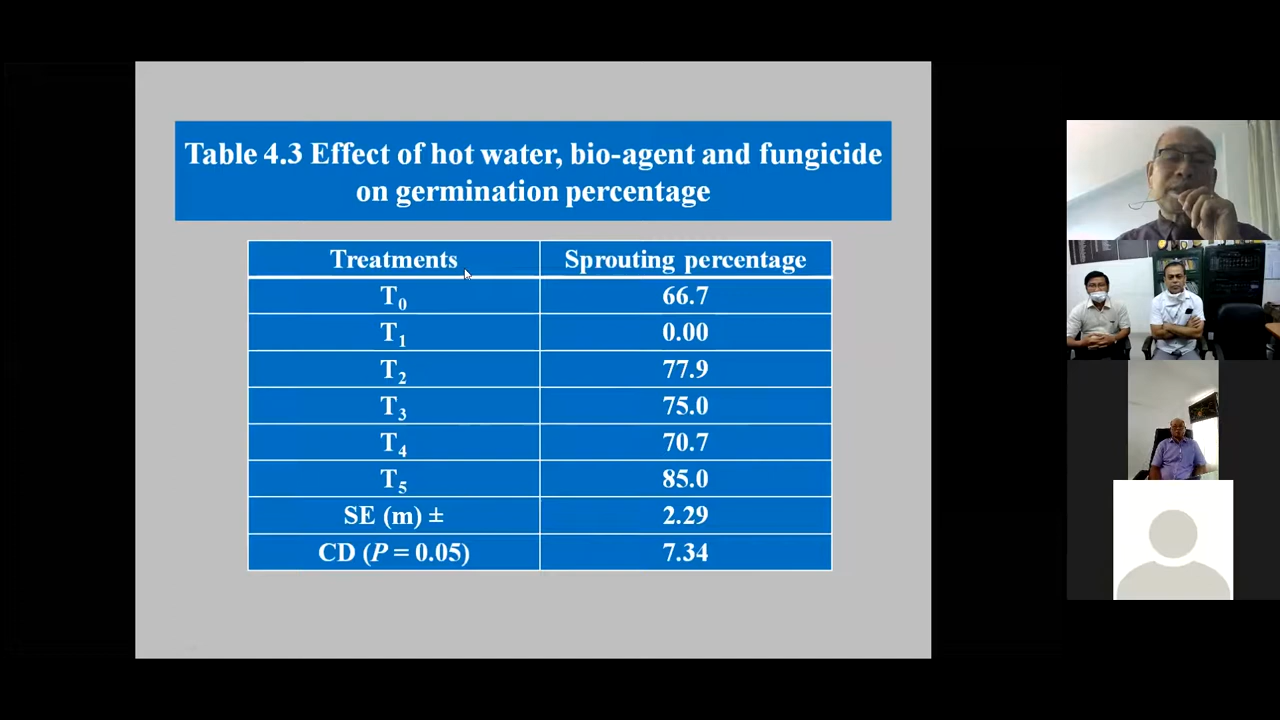 Table 4.3 Effect of hot water, bio-agent and fungicide
on germination percentage
Treatments Sprouting percentage
T₀ 66.7
T₁ 0.00
T₂ 77.9
T₃ 75.0
T₄ 70.7
T₅ 85.0
SE (m) ± 2.29
CD (P = 0.05) 7.34